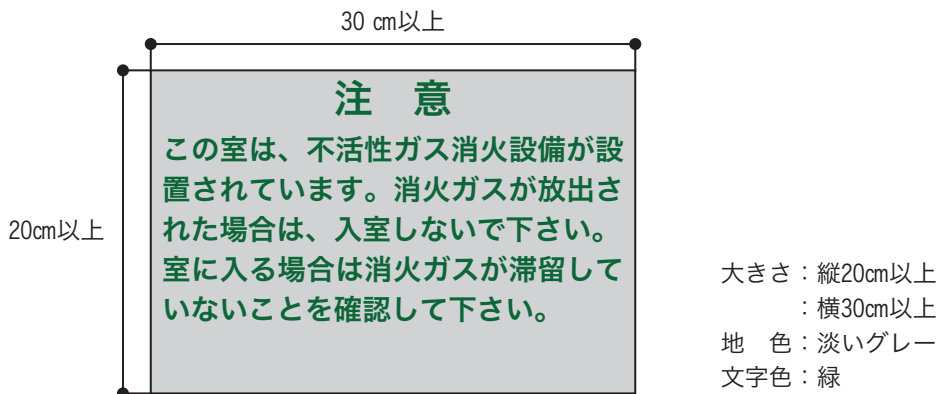 30 ㎝以上
20㎝以上
注　意
この室は、不活性ガス消火設備が設
置されています。消火ガスが放出さ
れた場合は、入室しないで下さい。
室に入る場合は消火ガスが滞留して
いないことを確認して下さい。
大きさ：縦20㎝以上
：横30㎝以上
地　色：淡いグレー
文字色：緑